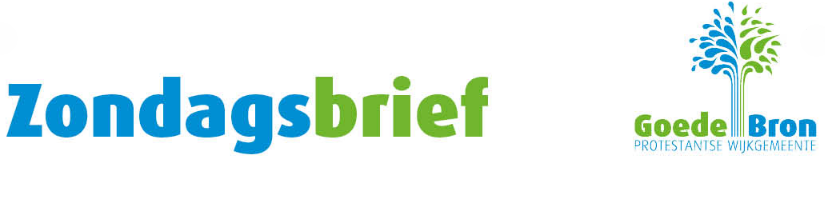 Zondagsbrief
Goede Bron
PROTESTANTSE WIJKGEMEENTE